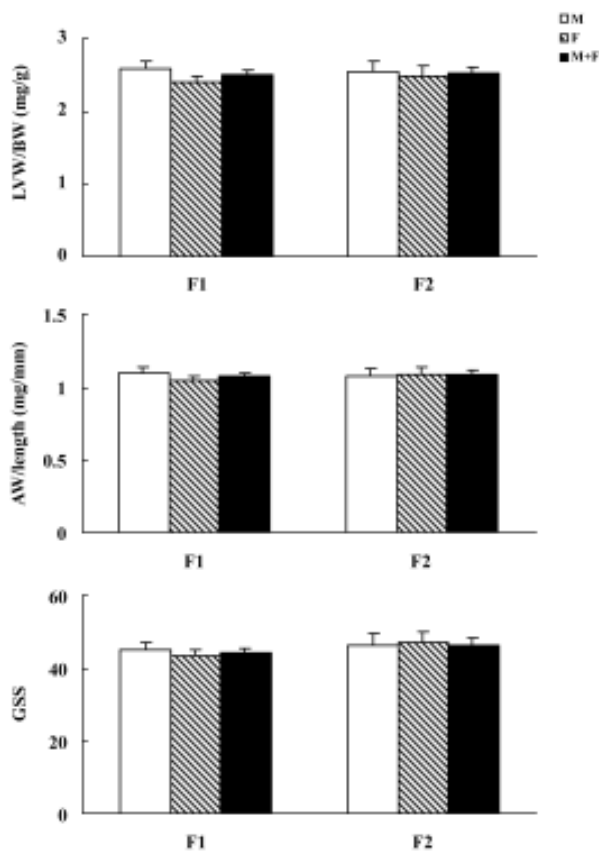 M
F
M+F
LVW/BW (mg/g)
3
2
1
0
F1 F2
AW/length (mg/mm)
1.5
1
0.5
0
F1 F2
GSS
60
40
20
0
F1 F2